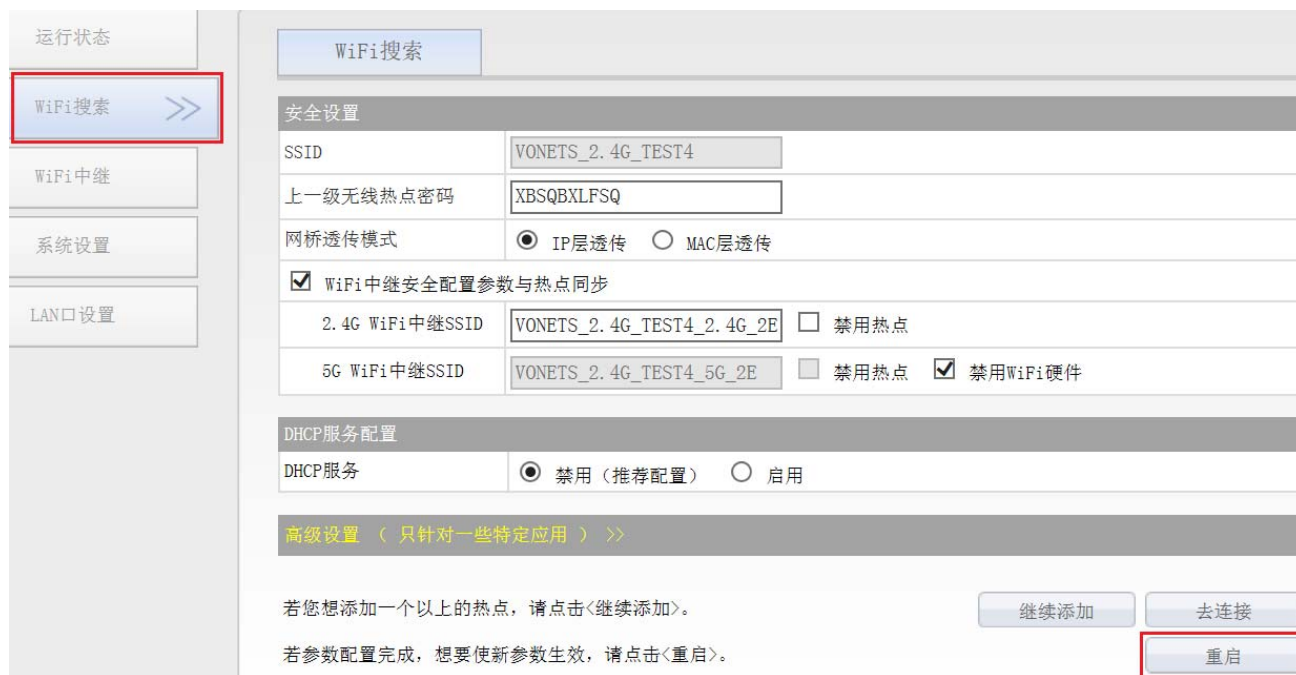 运行状态
WiFi搜索
WiFi中继
系统设置
LAN口设置
WiFi搜索
安全设置
SSID VONETS_2.4G_TEST4
上一级无线热点密码 XBSQBXLFSQ
网桥透传模式 IP层透传 MAC层透传
WiFi中继安全配置参数与热点同步
2.4G WiFi中继SSID VONETS_2.4G_TEST4_2.4G_2E 禁用热点
5G WiFi中继SSID VONETS_2.4G_TEST4_5G_2E 禁用热点 禁用WiFi硬件
DHCP服务配置
DHCP服务 禁用（推荐配置） 启用
高级设置 （ 只针对一些特定应用 ） >>
若您想添加一个以上的热点，请点击<继续添加>。 继续添加 去连接
若参数配置完成，想要使新参数生效，请点击<重启>。 重启